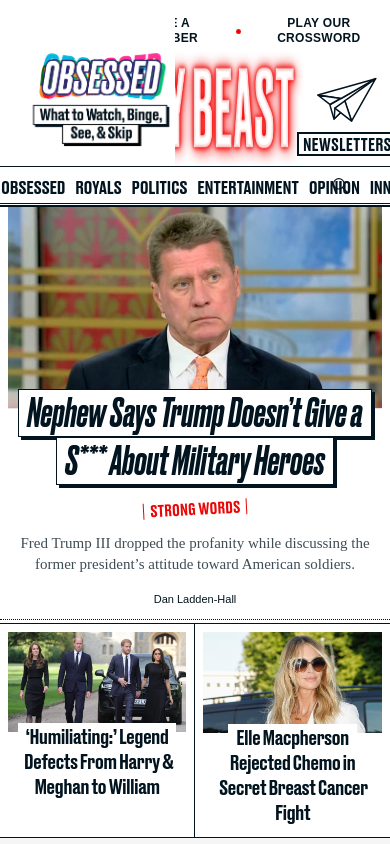 PLAY OUR
CROSSWORD
OBSESSED
What to Watch, Binge,
See, & Skip
BEAST
NEWSLETTERS
OBSESSED ROYALS POLITICS ENTERTAINMENT OPINION INN
Nephew Says Trump Doesn't Give a
S*** About Military Heroes
STRONG WORDS
Fred Trump III dropped the profanity while discussing the
former president's attitude toward American soldiers.
Dan Ladden-Hall
'Humiliating:' Legend
Defects From Harry &
Meghan to William
Elle Macpherson
Rejected Chemo in
Secret Breast Cancer
Fight